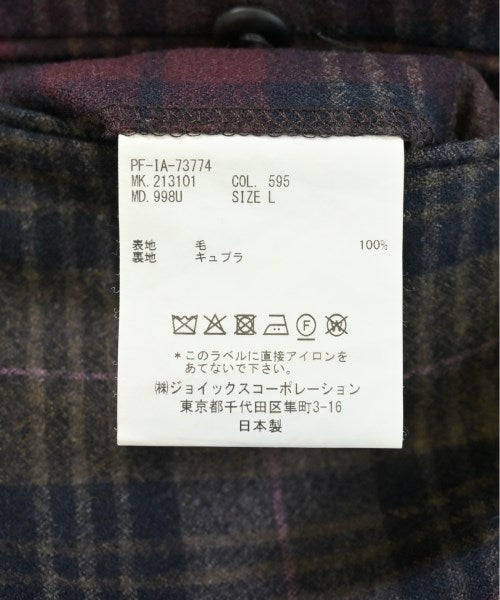 PF-IA-73774
MK.213101 COL. 595
MD.998U SIZE L
表地 毛 100%
裏地 キュプラ
F W
＊このラベルに直接アイロンを
あてないで下さい。
㈱ジョイックスコーポレーション
東京都千代田区隼町3-16
日本製